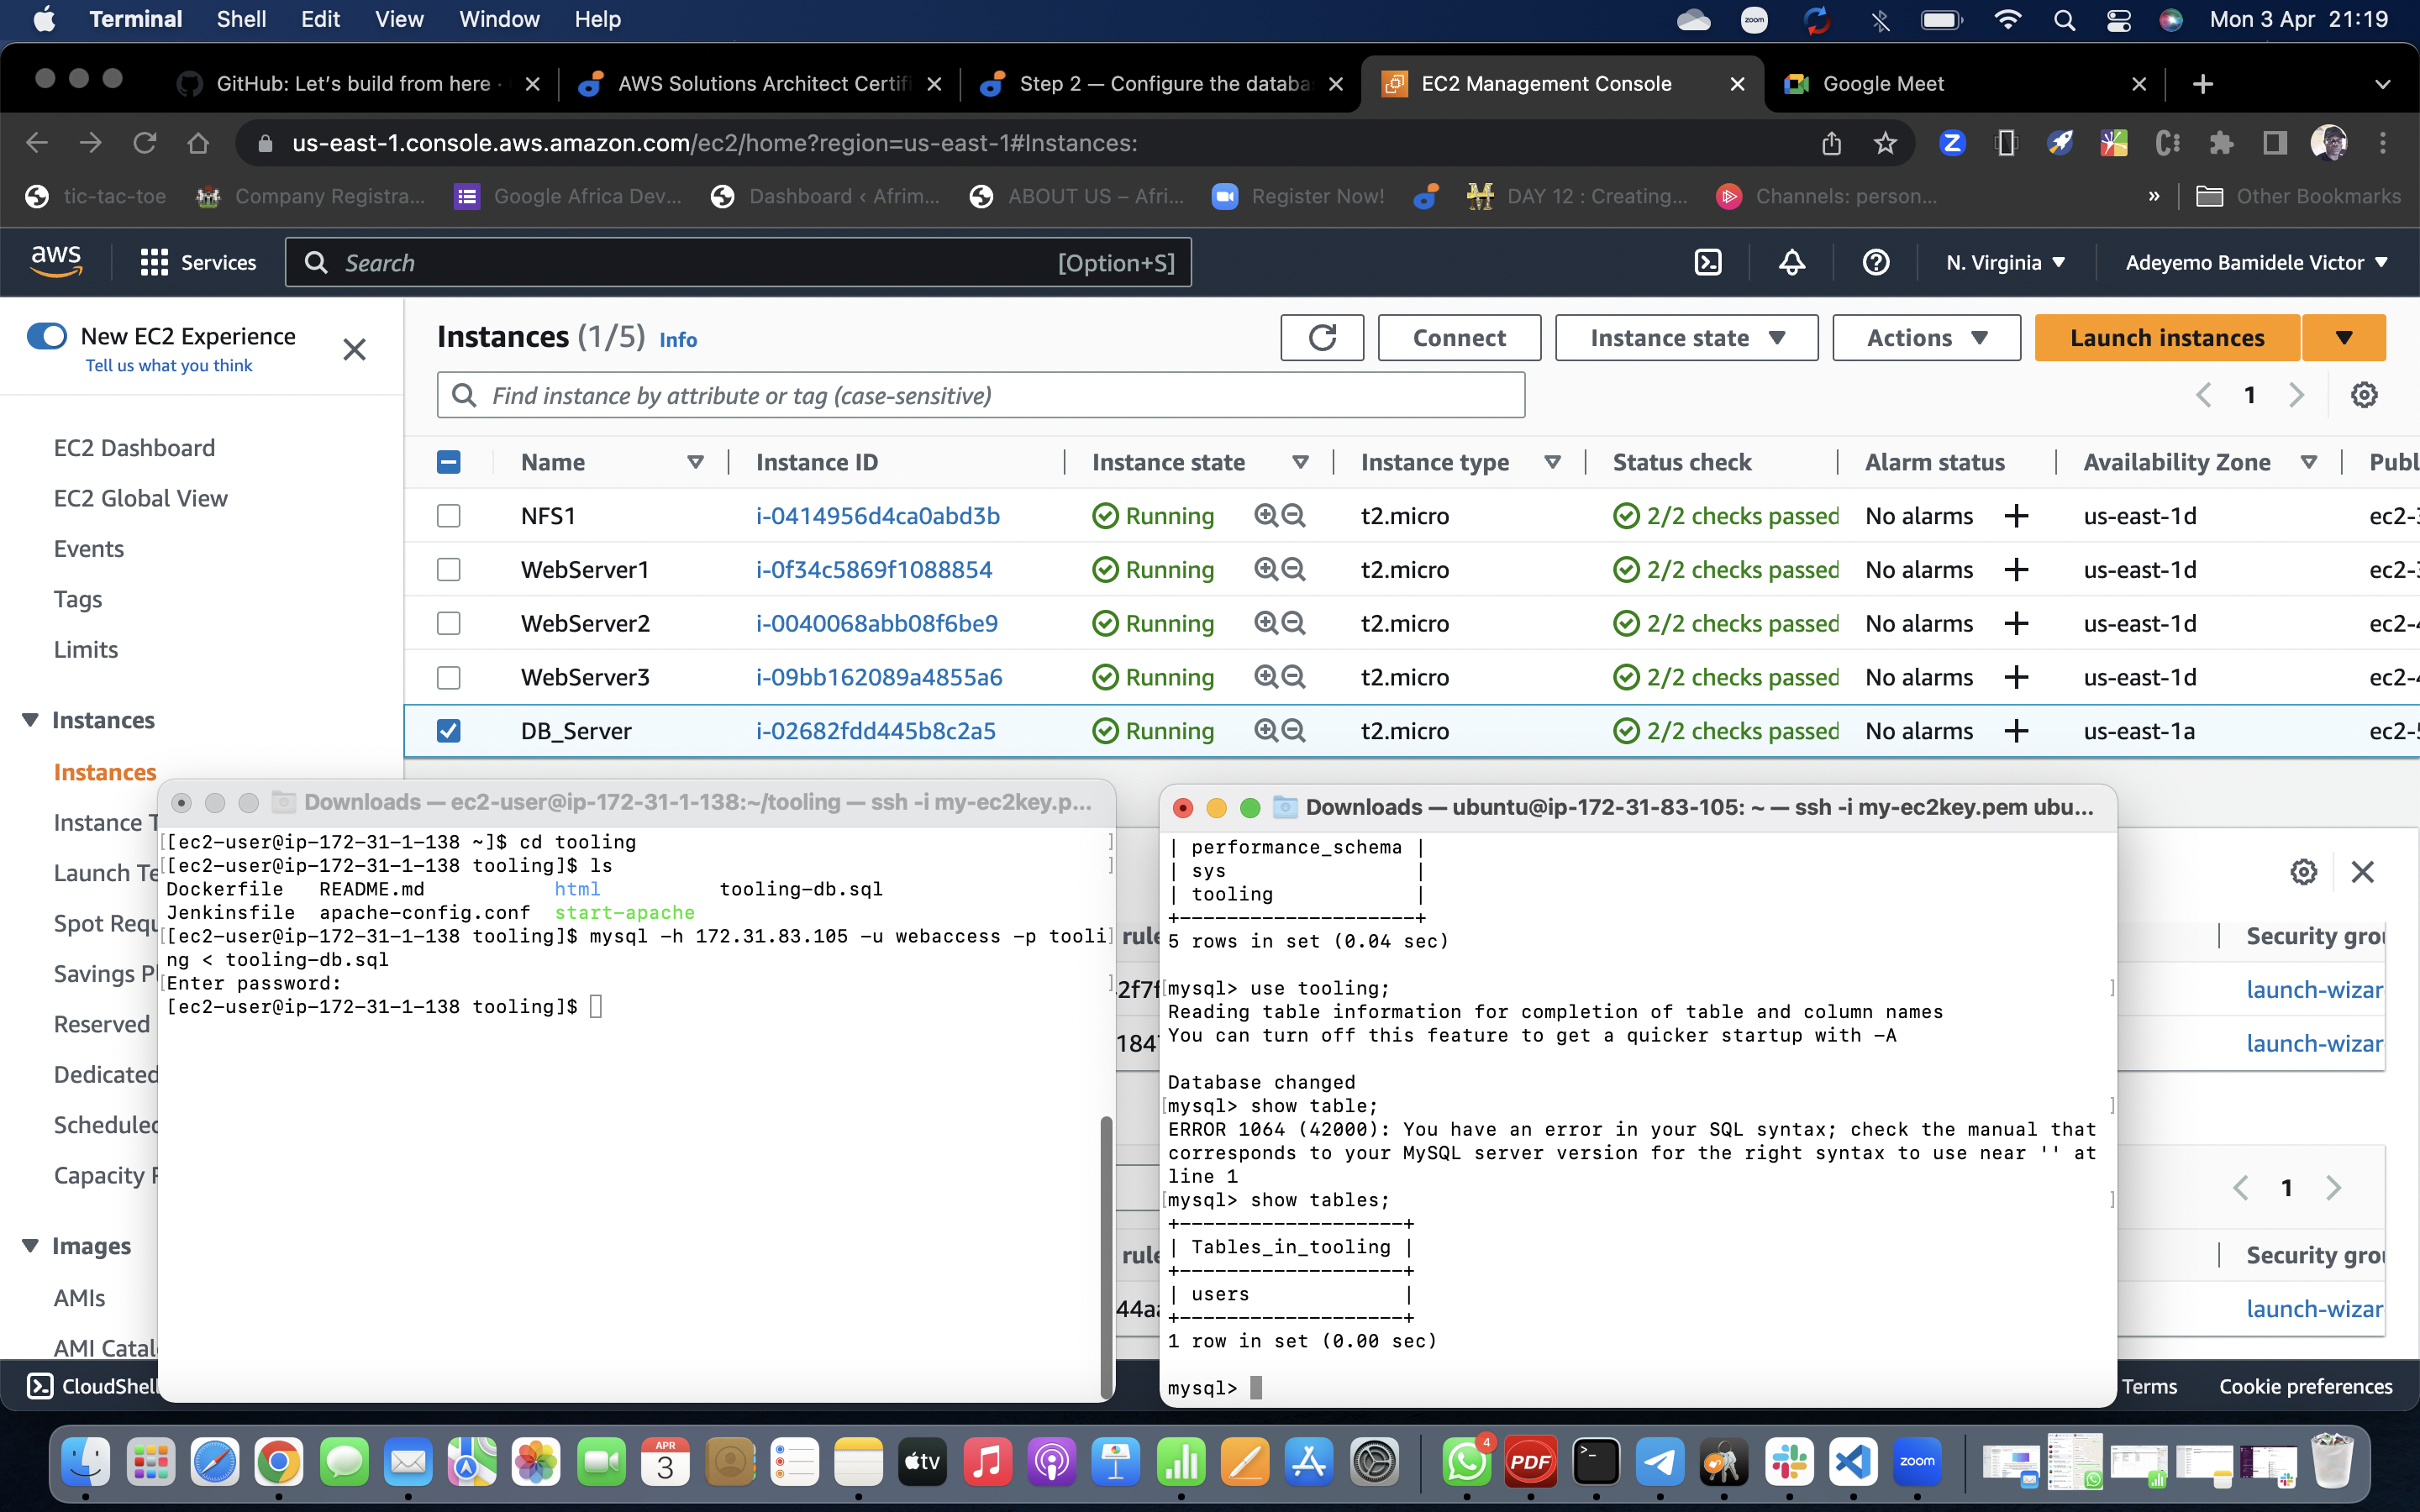 Terminal Shell Edit View Window Help
zoom
Mon 3 Apr 21:19
GitHub: Let's build from here ·
AWS Solutions Architect Certifi
Step 2 — Configure the databa
EC2 Management Console
Google Meet
us-east-1.console.aws.amazon.com/ec2/home?region=us-east-1#Instances:
tic-tac-toe
Company Registra...
Google Africa Dev...
Dashboard ‹ Afrim...
ABOUT US – Afri...
Register Now!
DAY 12 : Creating...
Channels: person...
»
Other Bookmarks
aws
Services
Search
[Option+S]
N. Virginia
Adeyemo Bamidele Victor
New EC2 Experience
Tell us what you think
EC2 Dashboard
EC2 Global View
Events
Tags
Limits
Instances
Instances
Instance T
Launch Te
Spot Requ
Savings Pl
Reserved
Dedicated
Scheduled
Capacity R
Images
AMIs
AMI Catal
Instances (1/5) Info
Connect
Instance state
Actions
Launch instances
Find instance by attribute or tag (case-sensitive)
1
Name Instance ID Instance state Instance type Status check Alarm status Availability Zone Publ
NFS1 i-0414956d4ca0abd3b Running t2.micro 2/2 checks passed No alarms + us-east-1d ec2-3
WebServer1 i-0f34c5869f1088854 Running t2.micro 2/2 checks passed No alarms + us-east-1d ec2-3
WebServer2 i-0040068abb08f6be9 Running t2.micro 2/2 checks passed No alarms + us-east-1d ec2-4
WebServer3 i-09bb162089a4855a6 Running t2.micro 2/2 checks passed No alarms + us-east-1d ec2-4
DB_Server i-02682fdd445b8c2a5 Running t2.micro 2/2 checks passed No alarms + us-east-1a ec2-5
Downloads — ec2-user@ip-172-31-1-138:~/tooling — ssh -i my-ec2key.p...
[[ec2-user@ip-172-31-1-138 ~]$ cd tooling ]
[[ec2-user@ip-172-31-1-138 tooling]$ ls ]
Dockerfile README.md html tooling-db.sql
Jenkinsfile apache-config.conf start-apache
[[ec2-user@ip-172-31-1-138 tooling]$ mysql -h 172.31.83.105 -u webaccess -p tooli]
ng < tooling-db.sql
[Enter password: ]
[ec2-user@ip-172-31-1-138 tooling]$
Downloads — ubuntu@ip-172-31-83-105: ~ — ssh -i my-ec2key.pem ubu...
| performance_schema |
| sys |
| tooling |
+--------------------+
5 rows in set (0.04 sec)
[mysql> use tooling; ]
Reading table information for completion of table and column names
You can turn off this feature to get a quicker startup with -A
Database changed
[mysql> show table; ]
ERROR 1064 (42000): You have an error in your SQL syntax; check the manual that
corresponds to your MySQL server version for the right syntax to use near '' at
line 1
[mysql> show tables; ]
+-------------------+
| Tables_in_tooling |
+-------------------+
| users |
+-------------------+
1 row in set (0.00 sec)
mysql>
rule
Security grou
-2f7f
launch-wizar
184
launch-wizar
1
rule
Security grou
44aa
launch-wizar
CloudShell
Terms
Cookie preferences
APR
3
tv
4
PDF
zoom